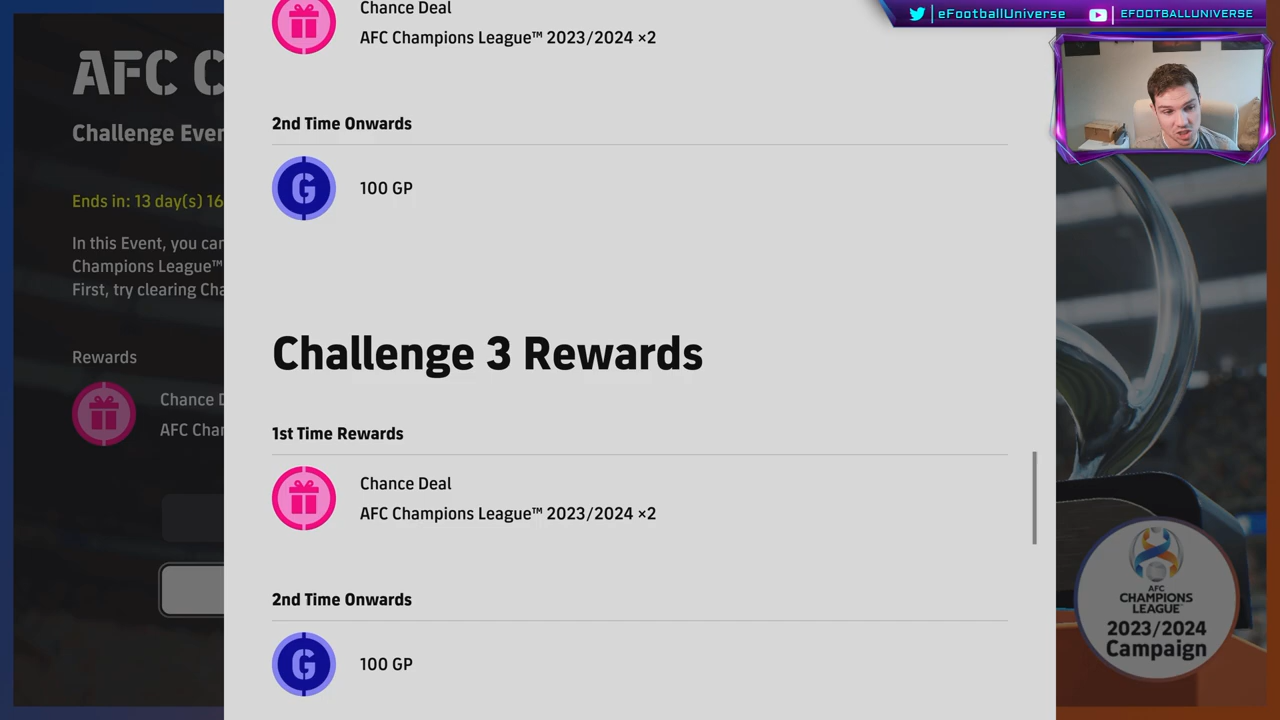 eFootballUniverse
EFOOTBALLUNIVERSE
AFC C
Challenge Even
Ends in: 13 day(s) 16
In this Event, you can
Champions League™
First, try clearing Cha
Rewards
Chance D
AFC Cha
Chance Deal
AFC Champions League™ 2023/2024 ×2
2nd Time Onwards
G
100 GP
Challenge 3 Rewards
1st Time Rewards
Chance Deal
AFC Champions League™ 2023/2024 ×2
2nd Time Onwards
G
100 GP
AFC
CHAMPIONS
LEAGUE™
2023/2024
Campaign